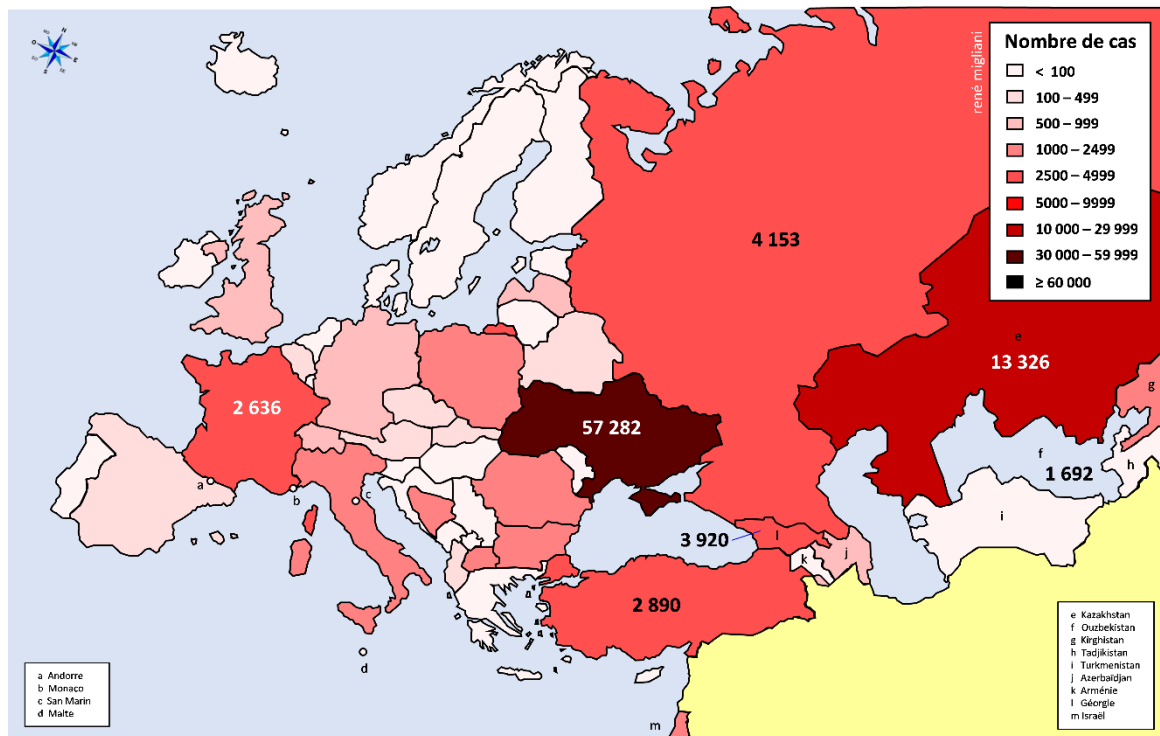 N
O
S
rené migliani
Nombre de cas
< 100
100 – 499
500 – 999
1000 – 2499
2500 – 4999
5000 – 9999
10 000 – 29 999
30 000 – 59 999
≥ 60 000
4 153
e
13 326
g
2 636
57 282
f
1 692
h
a
b
c
i
3 920
l
j
k
2 890
d
m
a Andorre
b Monaco
c San Marin
d Malte
e Kazakhstan
f Ouzbekistan
g Kirghistan
h Tadjikistan
i Turkmenistan
j Azerbaïdjan
k Arménie
l Géorgie
m Israël